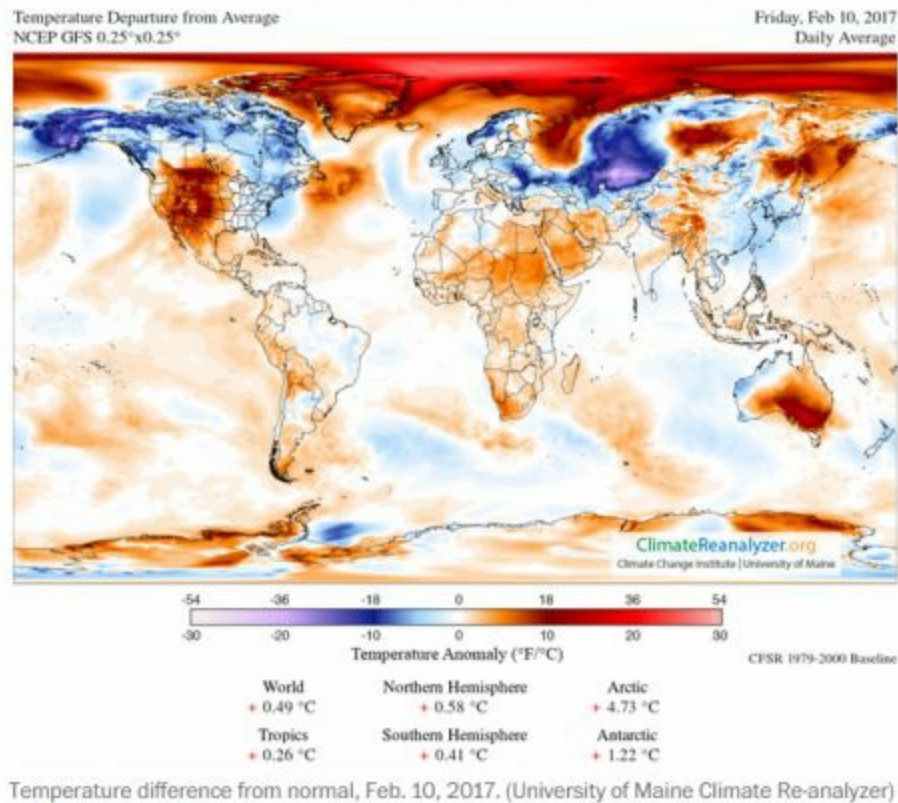 Temperature Departure from Average
NCEP GFS 0.25°x0.25°
Friday, Feb 10, 2017
Daily Average
ClimateReanalyzer.org
Climate Change Institute | University of Maine
-54 -36 -18 0 18 36 54
-30 -20 -10 0 10 20 30
Temperature Anomaly (°F/°C)
CFSR 1979-2000 Baseline
World Northern Hemisphere Arctic
+ 0.49 °C + 0.58 °C + 4.73 °C
Tropics Southern Hemisphere Antarctic
+ 0.26 °C + 0.41 °C + 1.22 °C
Temperature difference from normal, Feb. 10, 2017. (University of Maine Climate Re-analyzer)